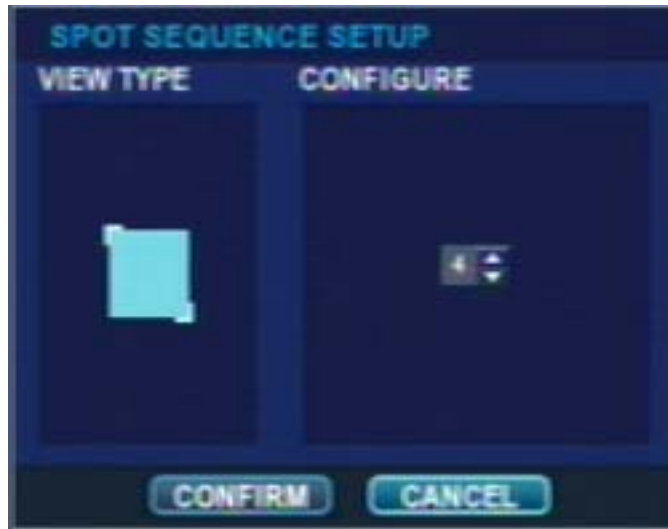 SPOT SEQUENCE SETUP
VIEW TYPE CONFIGURE
4
CONFIRM CANCEL